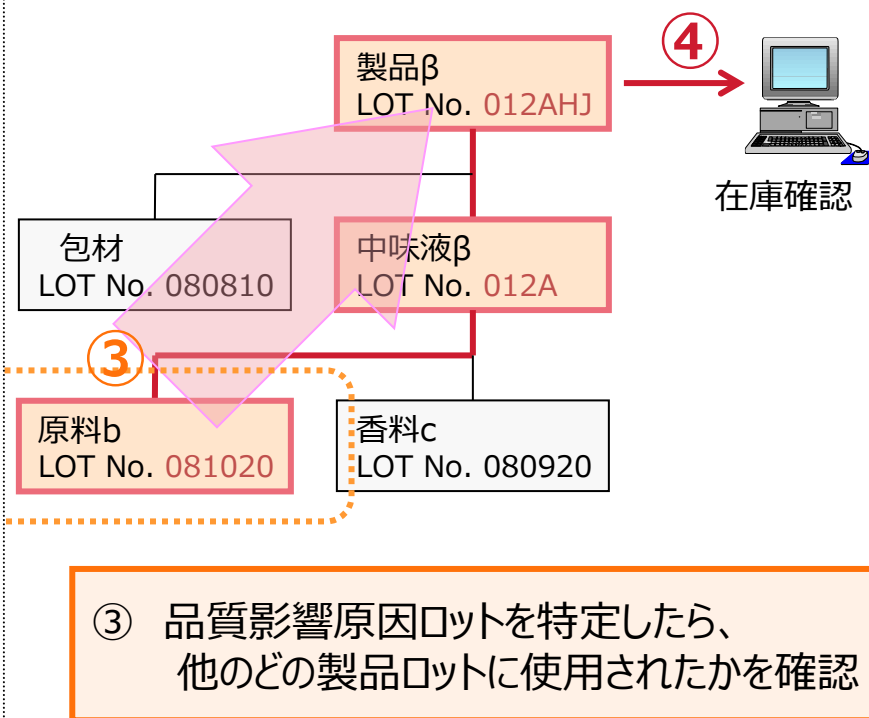 ④
製品β
LOT No. 012AHJ
在庫確認
包材
LOT No. 080810
中味液β
LOT No. 012A
③
原料b
LOT No. 081020
香料c
LOT No. 080920
③ 品質影響原因ロットを特定したら、
他のどの製品ロットに使用されたかを確認